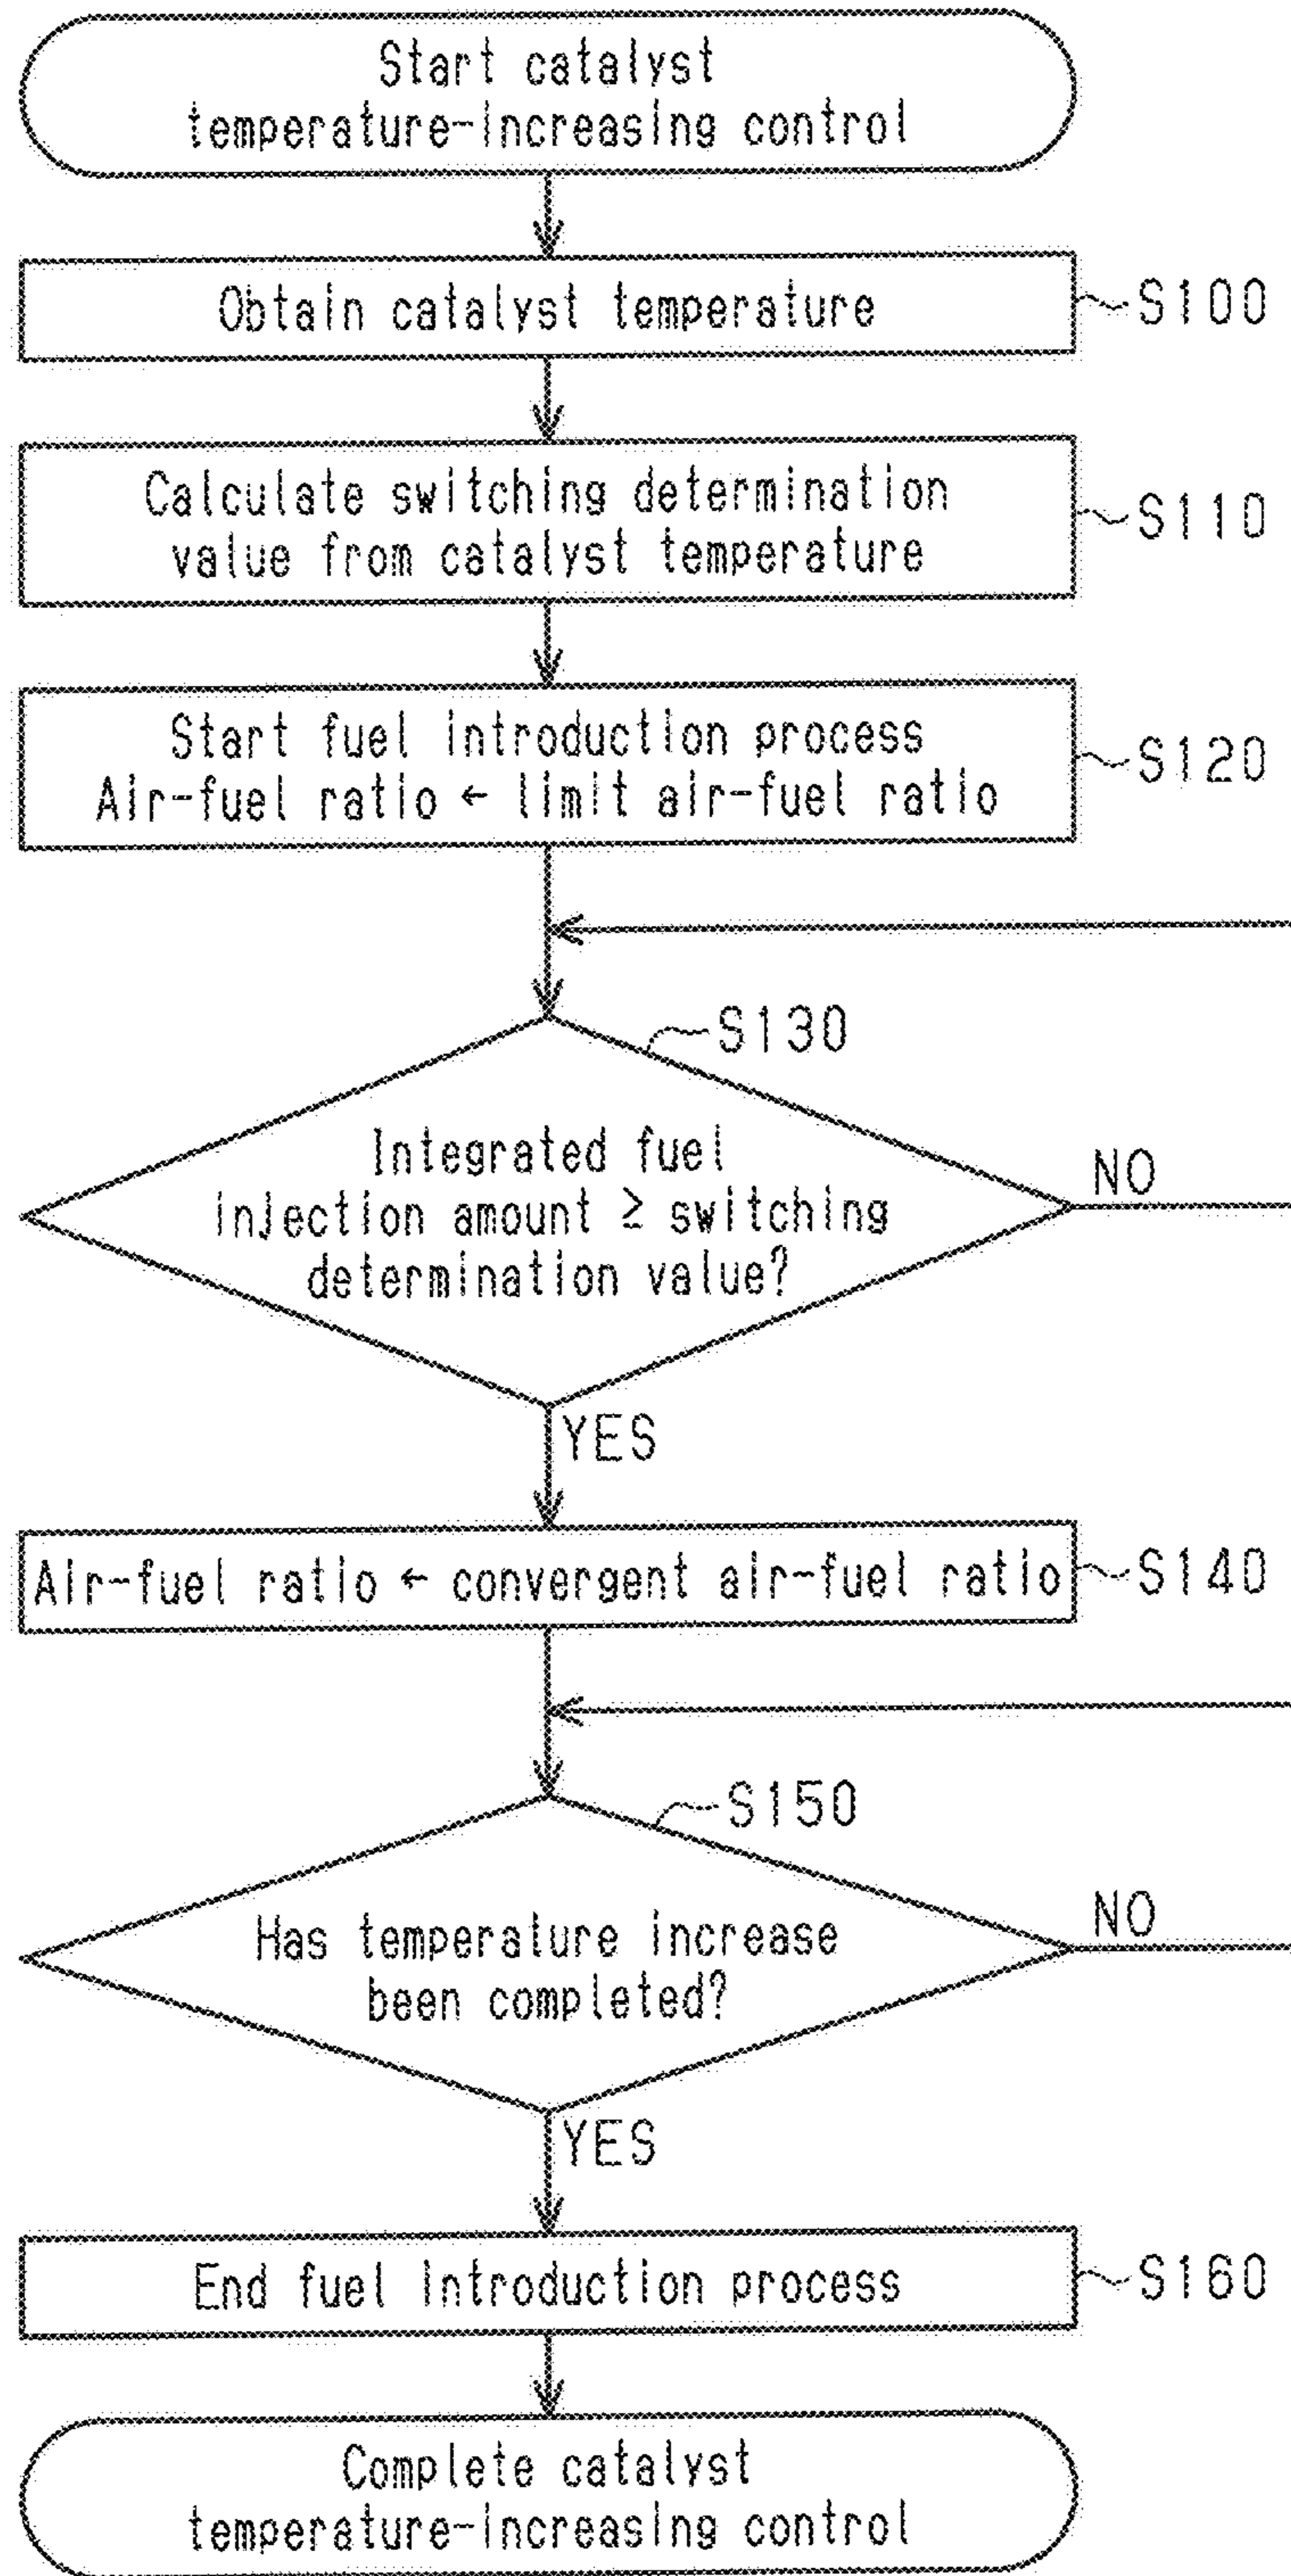 Start catalyst
temperature-increasing control
Obtain catalyst temperature
S100
Calculate switching determination
value from catalyst temperature
S110
Start fuel introduction process
Air-fuel ratio ← limit air-fuel ratio
S120
S130
Integrated fuel
injection amount ≥ switching
determination value?
NO
YES
Air-fuel ratio ← convergent air-fuel ratio
S140
S150
Has temperature increase
been completed?
NO
YES
End fuel introduction process
S160
Complete catalyst
temperature-increasing control